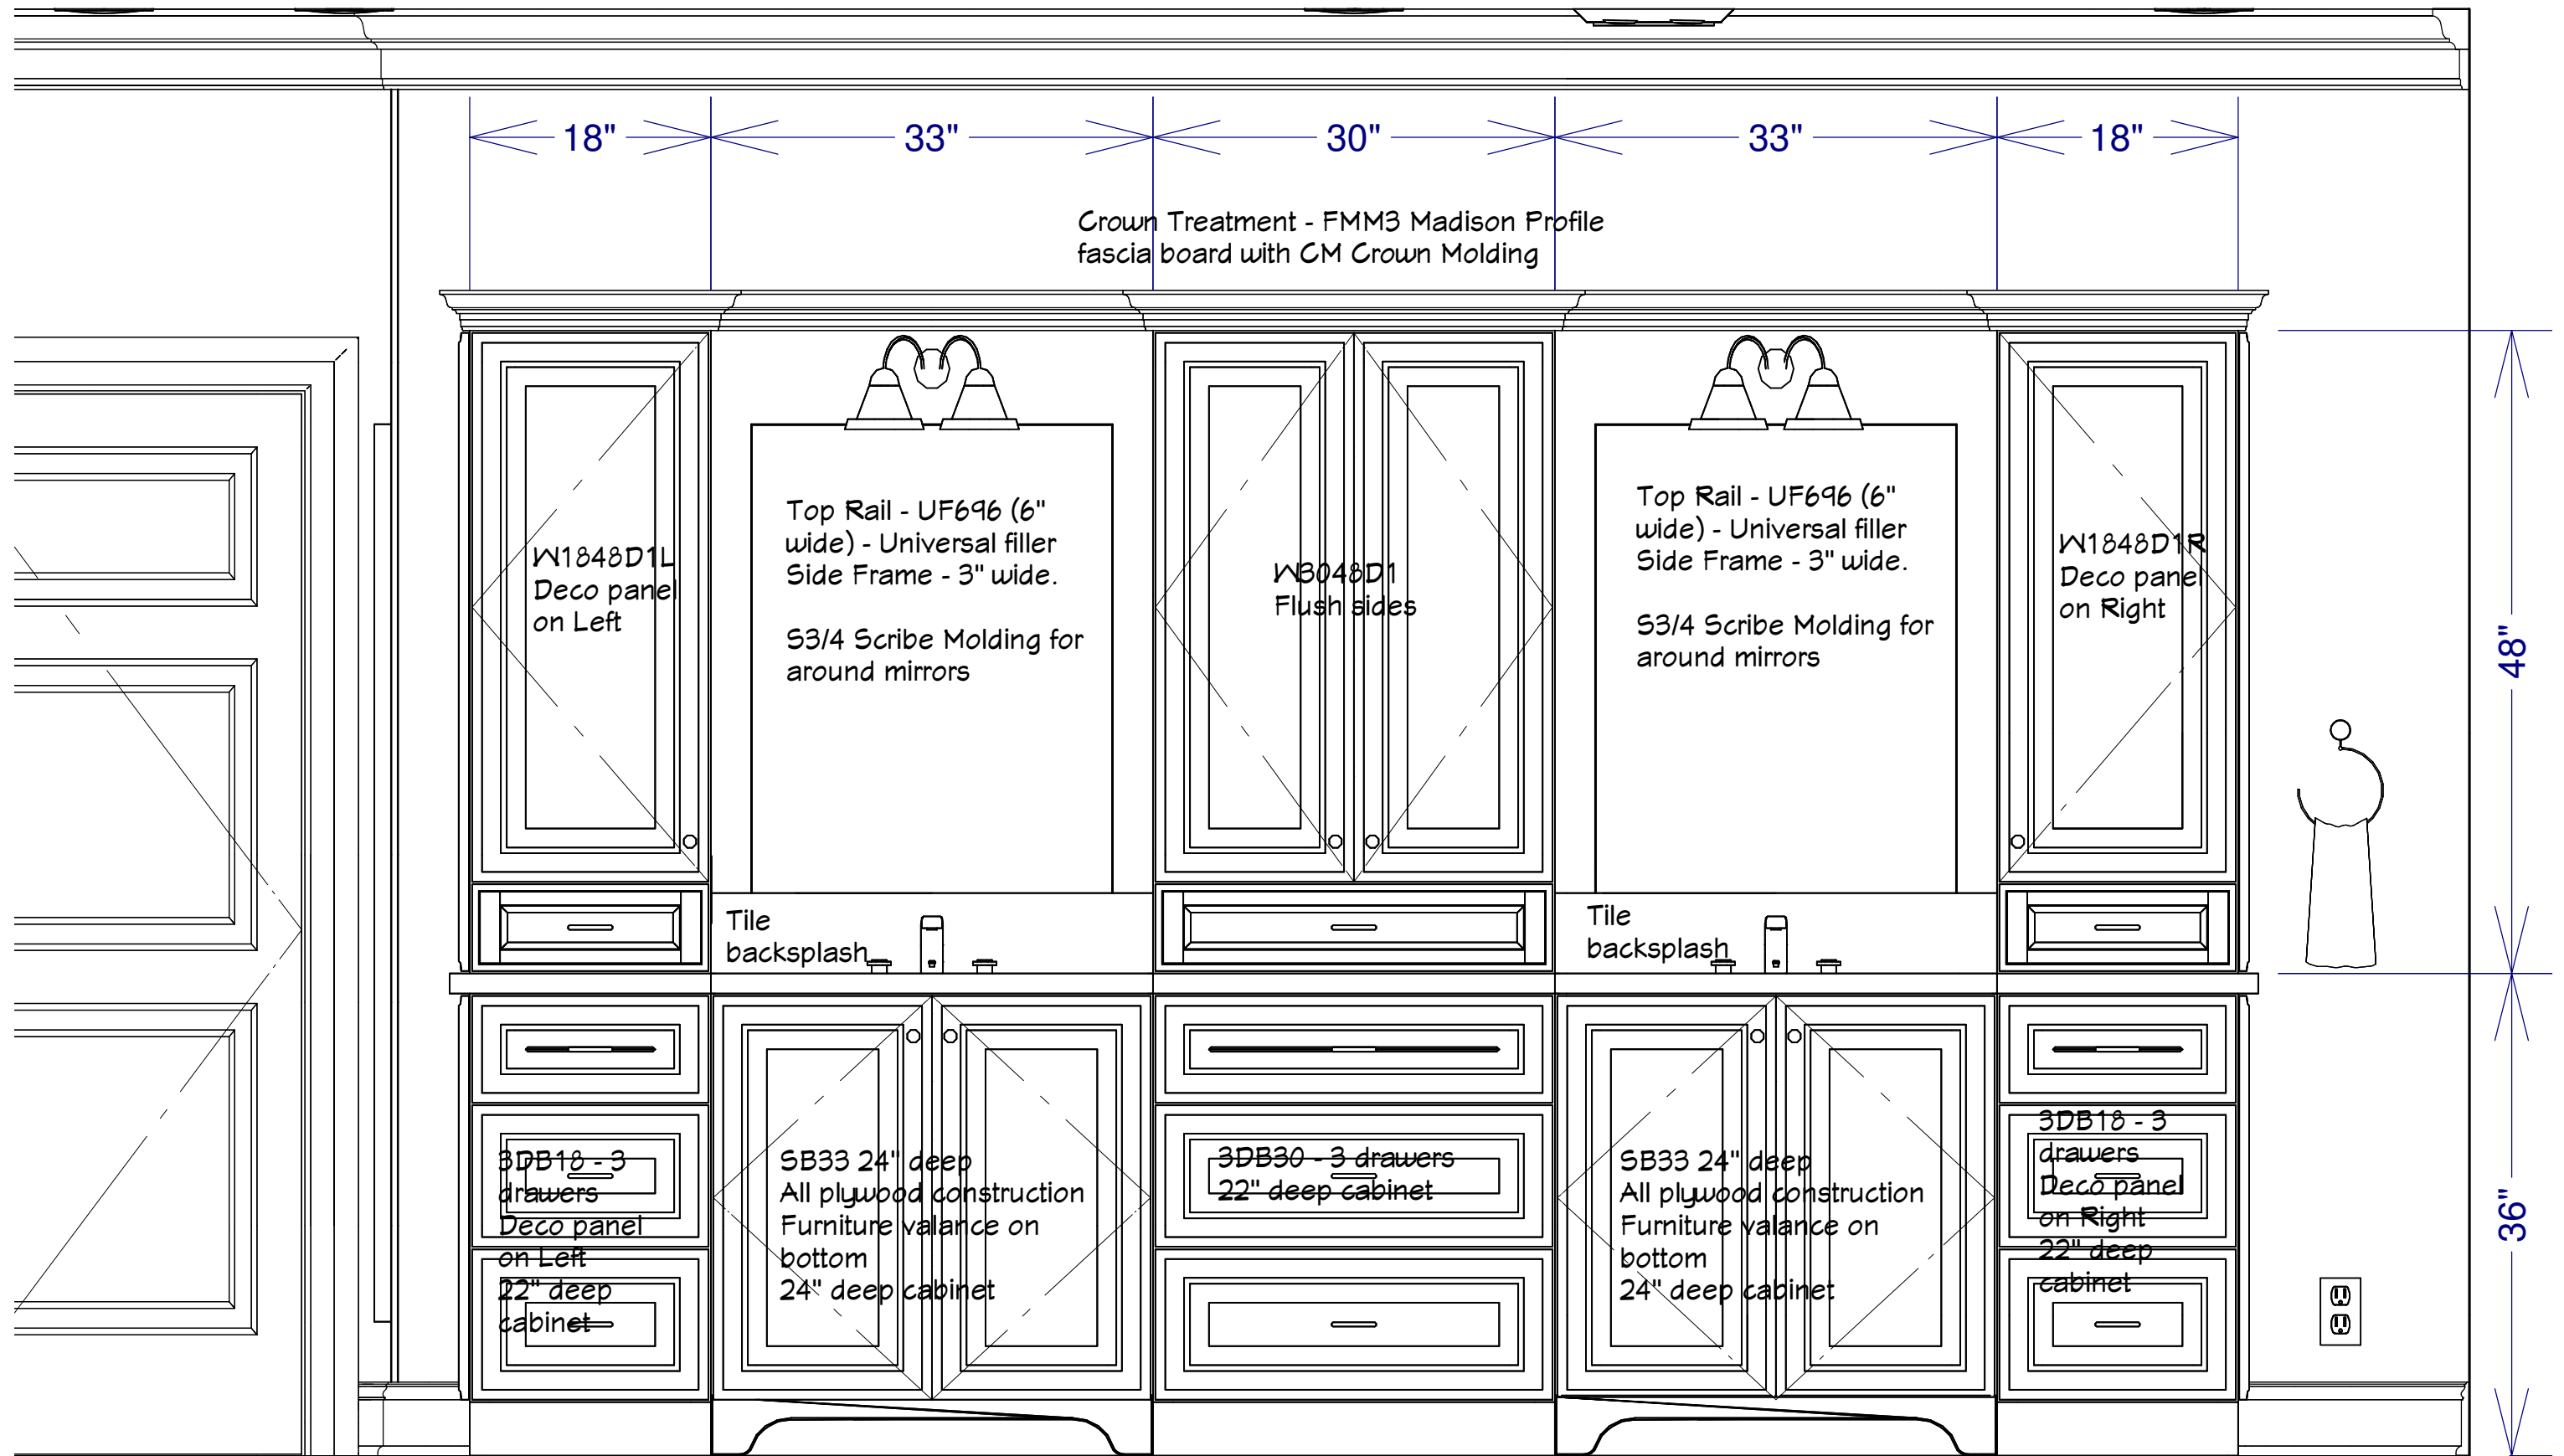 18" 33" 30" 33" 18"
Crown Treatment - FMM3 Madison Profile
fascia board with CM Crown Molding
W1848D1L
Deco panel
on Left
Top Rail - UF696 (6"
wide) - Universal filler
Side Frame - 3" wide.
S3/4 Scribe Molding for
around mirrors
W3048D1
Flush sides
Top Rail - UF696 (6"
wide) - Universal filler
Side Frame - 3" wide.
S3/4 Scribe Molding for
around mirrors
W1848D1R
Deco panel
on Right
48"
Tile
backsplash
Tile
backsplash
3DB18 - 3
drawers
Deco panel
on Left
22" deep
cabinet
SB33 24" deep
All plywood construction
Furniture valance on
bottom
24" deep cabinet
3DB30 - 3 drawers
22" deep cabinet
SB33 24" deep
All plywood construction
Furniture valance on
bottom
24" deep cabinet
3DB18 - 3
drawers
Deco panel
on Right
22" deep
cabinet
36"